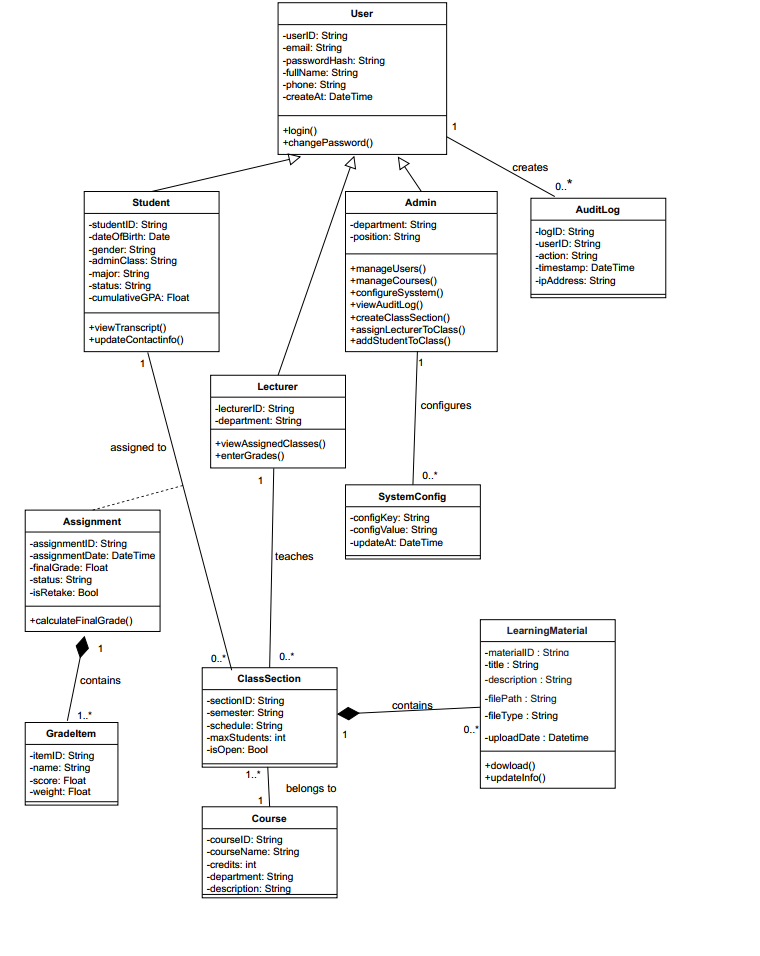 User
-userID: String
-email: String
-passwordHash: String
-fullName: String
-phone: String
-createAt: DateTime
+login()
+changePassword()
1
creates
0..*
Student
-studentID: String
-dateOfBirth: Date
-gender: String
-adminClass: String
-major: String
-status: String
-cumulativeGPA: Float
+viewTranscript()
+updateContactinfo()
Admin
-department: String
-position: String
+manageUsers()
+manageCourses()
+configureSysstem()
+viewAuditLog()
+createClassSection()
+assignLecturerToClass()
+addStudentToClass()
AuditLog
-logID: String
-userID: String
-action: String
-timestamp: DateTime
-ipAddress: String
1
assigned to
0..*
Lecturer
-lecturerID: String
-department: String
+viewAssignedClasses()
+enterGrades()
1
teaches
0..*
1
configures
0..*
SystemConfig
-configKey: String
-configValue: String
-updateAt: DateTime
Assignment
-assignmentID: String
-assignmentDate: DateTime
-finalGrade: Float
-status: String
-isRetake: Bool
+calculateFinalGrade()
1
contains
1..*
GradeItem
-itemID: String
-name: String
-score: Float
-weight: Float
ClassSection
-sectionID: String
-semester: String
-schedule: String
-maxStudents: int
-isOpen: Bool
1
contains
0..*
LearningMaterial
-materialID : String
-title : String
-description : String
-filePath : String
-fileType : String
-uploadDate : Datetime
+dowload()
+updateInfo()
1..*
belongs to
1
Course
-courseID: String
-courseName: String
-credits: int
-department: String
-description: String